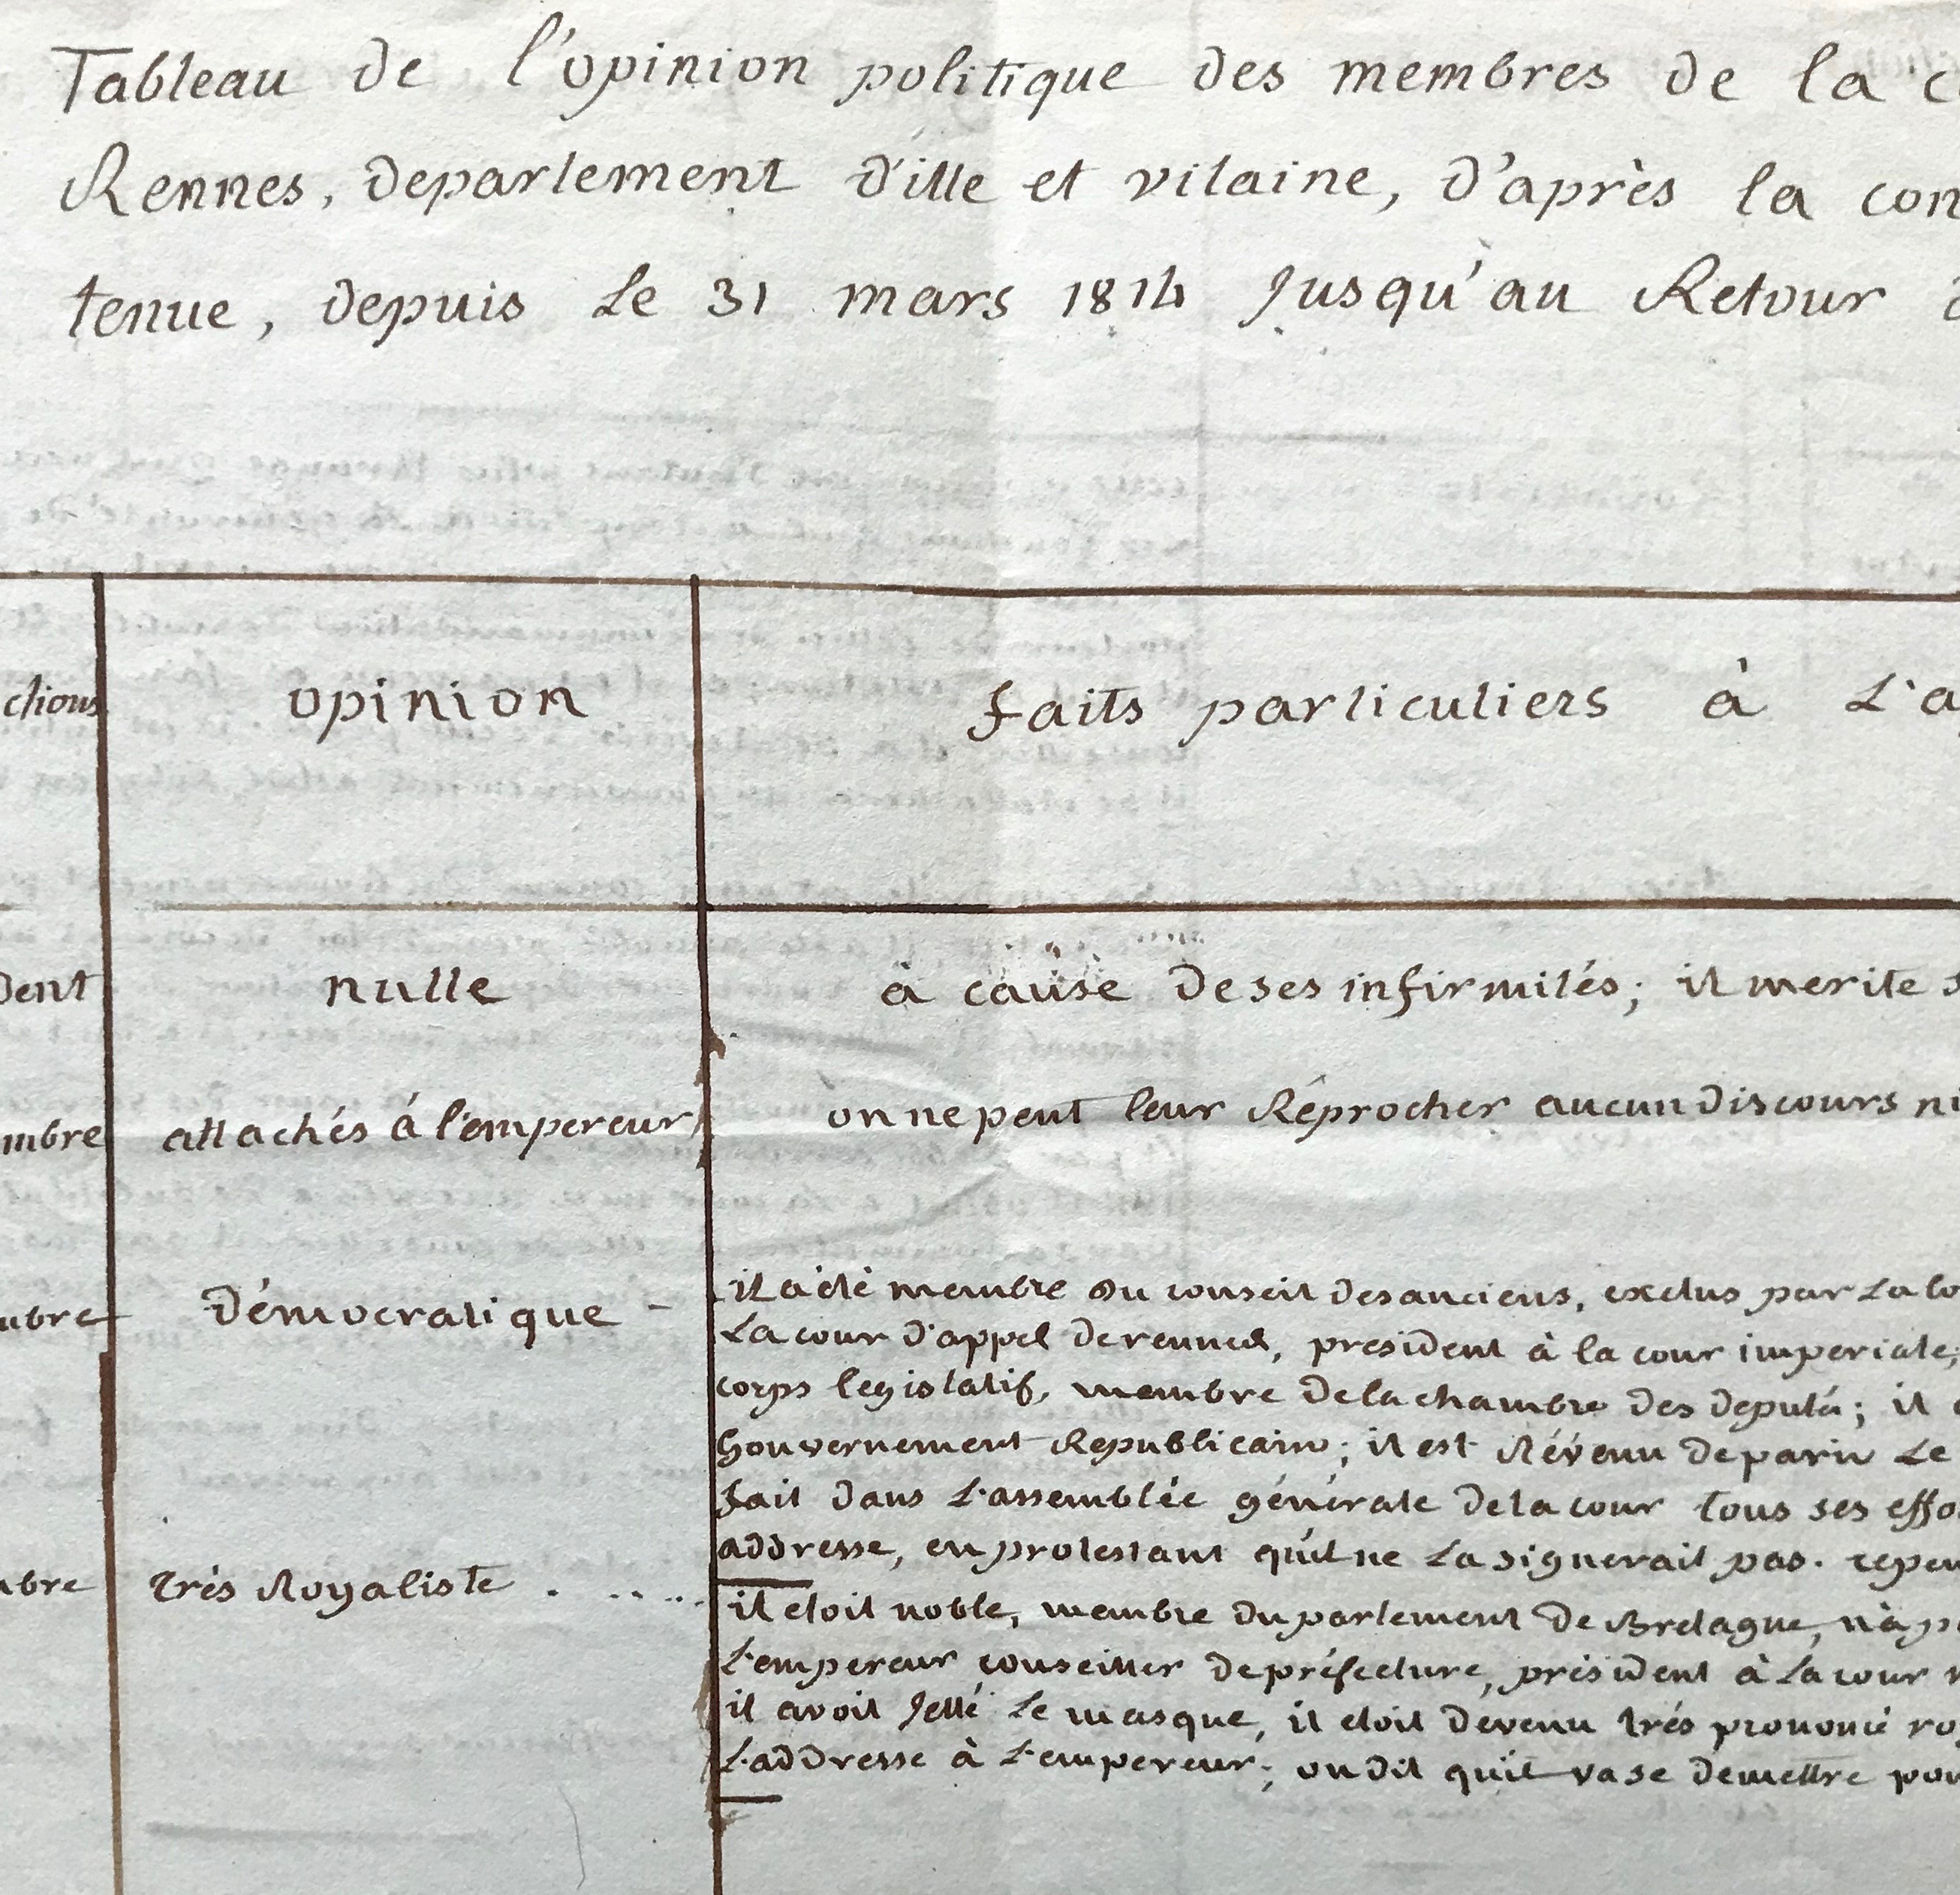 Tableau de l'opinion politique des membres de la c
Rennes, departement d'ille et vilaine, d'après la con
tenue, depuis Le 31 mars 1814 Jusqu'au Retour d
ctions opinion faits particuliers à L'a
dent nulle à cause de ses infirmités; il merite s
mbre attachés á l'empereur on ne peut leur Réprocher aucun discours ni
mbre Démocratique - il a été membre du conseil des anciens, exclus par La lo
La cour d'appel de rennes, president à la cour imperiale,
corps legislatif, membre de la chambre des deputés; il
Gouvernement Republicain; il est Révenu de paris Le
fait dans L'assemblée générale de la cour tous ses effo
addresse, en protestant qu'il ne La signerait pas.
mbre très Royaliste . .... il etoit noble, membre du parlement de Bretagne, n'a p
L'empereur conseiller de préfecture, président à La cour
il avoit Jetté Le masque, il etoit devenu trés prononcé ro
L'addresse à L'empereur; on dit qu'il va se demettre pou